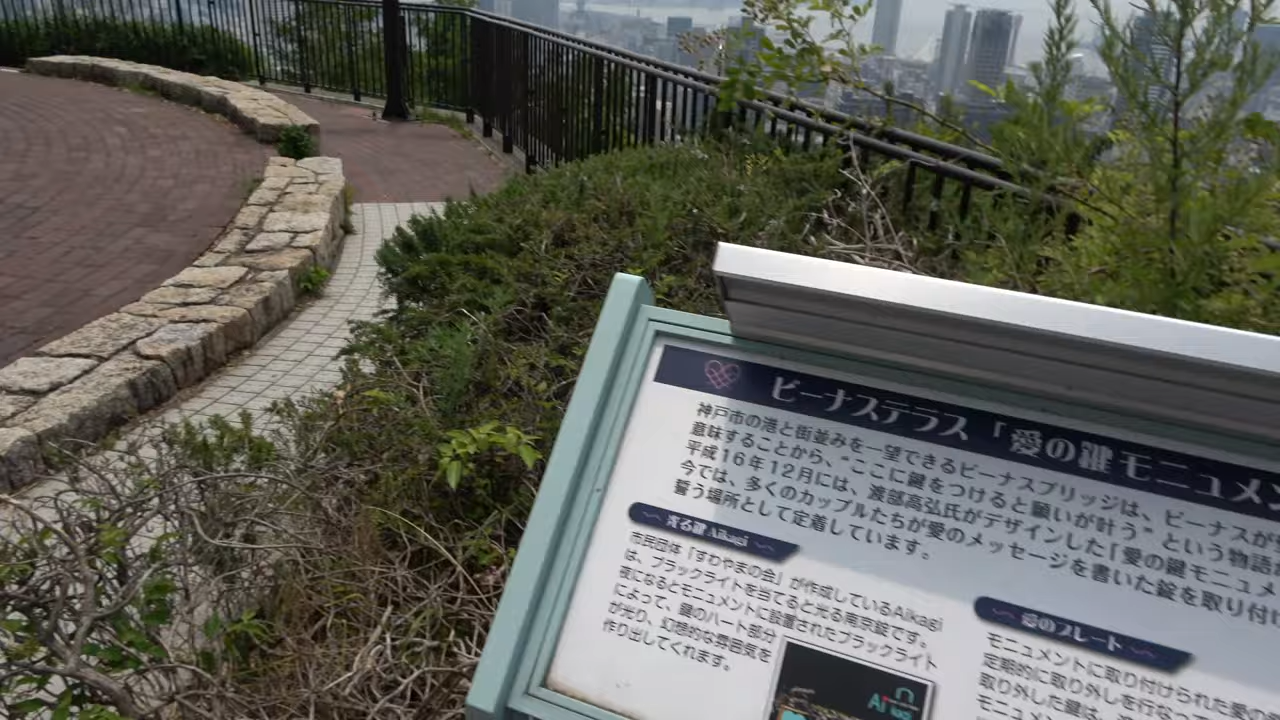 ビーナステラス「愛の鍵モニュメ
神戸市の港と街並みを一望できるビーナスブリッジは、ビーナスが
意味することから、“ここに鍵をつけると願いが叶う”という物語
平成16年12月には、渡部高弘氏がデザインした「愛の鍵モニュメ
今では、多くのカップルたちが愛のメッセージを書いた錠を取り付け
誓う場所として定着しています。
光る鍵 Aikagi
市民団体「すわやまの会」が作成しているAikagi
は、ブラックライトを当てると光る南京錠です。
夜になるとモニュメントに設置されたブラックライト
によって、鍵のハート部分
が光り、幻想的な雰囲気を
作り出してくれます。
Aikagi
愛のプレート
モニュメントに取り付けられた愛の
定期的に取り外しを行な
取り外した鍵は
モニュメ